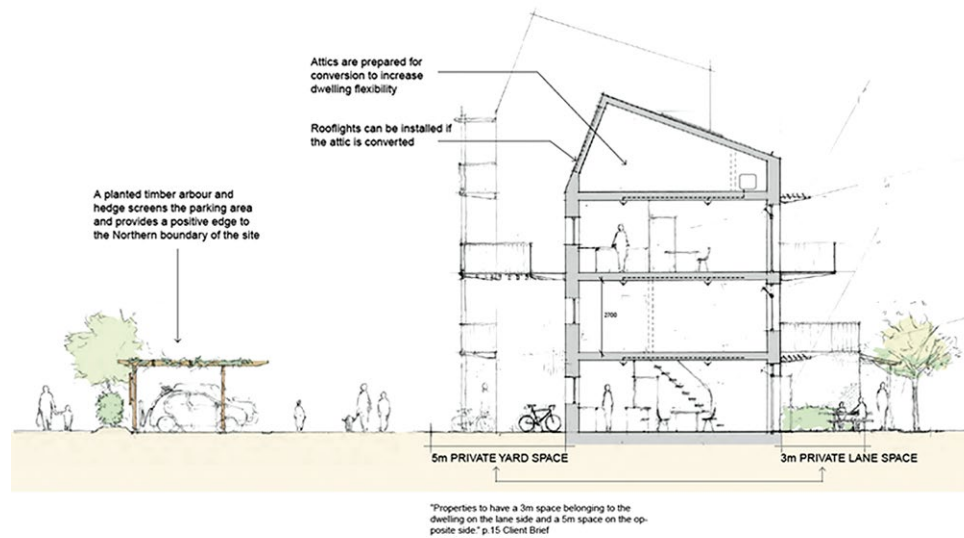 Attics are prepared for
conversion to increase
dwelling flexibility
Rooflights can be installed if
the attic is converted
A planted timber arbour and
hedge screens the parking area
and provides a positive edge to
the Northern boundary of the site
2700
5m PRIVATE YARD SPACE
3m PRIVATE LANE SPACE
"Properties to have a 3m space belonging to the
dwelling on the lane side and a 5m space on the op-
posite side." p.15 Client Brief